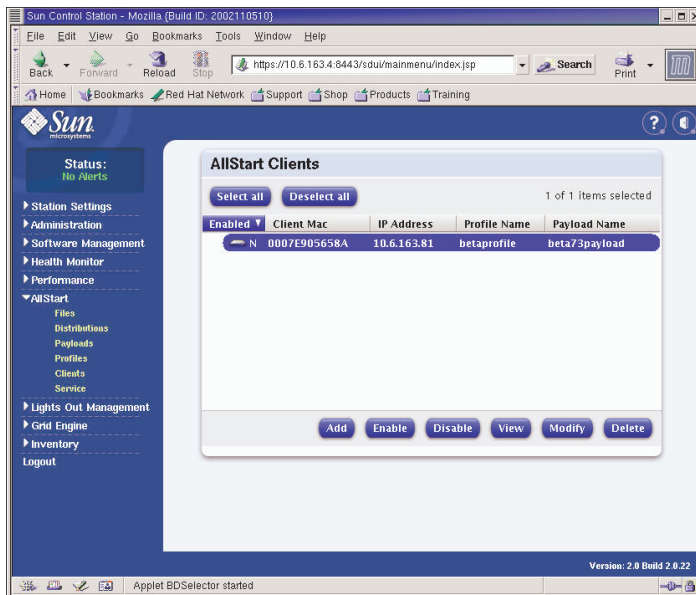 Sun Control Station - Mozilla {Build ID: 2002110510}
File Edit View Go Bookmarks Tools Window Help
Back Forward Reload Stop https://10.6.163.4:8443/sdui/mainmenu/index.jsp Search Print
Home Bookmarks Red Hat Network Support Shop Products Training
Sun
microsystems
?
Status:
No Alerts
Station Settings
Administration
Software Management
Health Monitor
Performance
AllStart
Files
Distributions
Payloads
Profiles
Clients
Service
Lights Out Management
Grid Engine
Inventory
Logout
AllStart Clients
Select all Deselect all 1 of 1 items selected
Enabled Client Mac IP Address Profile Name Payload Name
N 0007E905658A 10.6.163.81 betaprofile beta73payload
Add Enable Disable View Modify Delete
Version: 2.0 Build 2.0.22
Applet BDSelector started